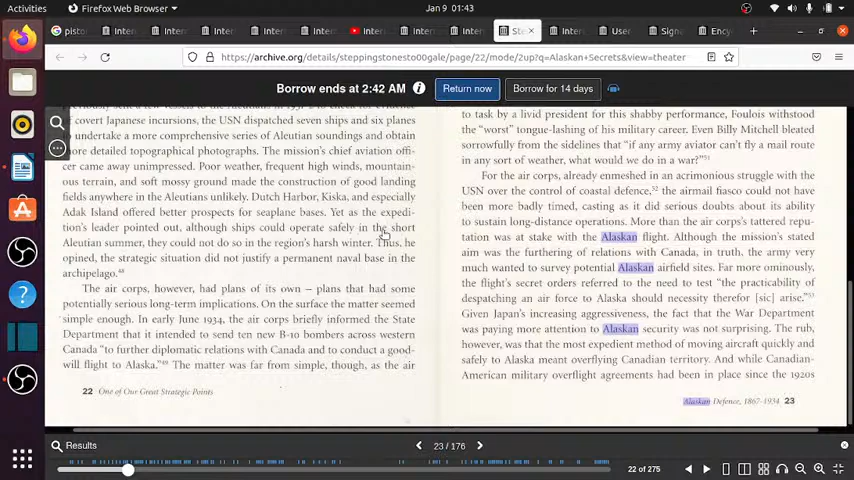 Activities
Firefox Web Browser
Jan 9 01:43
pisto
Inter
Inter
Inter
Inter
Inter
Inter
Inter
Ste
Inter
User
Sign
Ency
https://archive.org/details/steppingstonesto00gale/page/22/mode/2up?q=Alaskan+Secrets&view=theater
Borrow ends at 2:42 AM
Return now
Borrow for 14 days
of covert Japanese incursions, the USN dispatched seven ships and six planes
to undertake a more comprehensive series of Aleutian soundings and obtain
more detailed topographical photographs. The mission's chief aviation offi-
cer came away unimpressed. Poor weather, frequent high winds, mountain-
ous terrain, and soft mossy ground made the construction of good landing
fields anywhere in the Aleutians unlikely. Dutch Harbor, Kiska, and especially
Adak Island offered better prospects for seaplane bases. Yet as the expedi-
tion's leader pointed out, although ships could operate safely in the short
Aleutian summer, they could not do so in the region's harsh winter. Thus, he
opined, the strategic situation did not justify a permanent naval base in the
archipelago.48
The air corps, however, had plans of its own – plans that had some
potentially serious long-term implications. On the surface the matter seemed
simple enough. In early June 1934, the air corps briefly informed the State
Department that it intended to send ten new B-10 bombers across western
Canada "to further diplomatic relations with Canada and to conduct a good-
will flight to Alaska."49 The matter was far from simple, though, as the air
22 One of Our Great Strategic Points
to task by a livid president for this shabby performance, Foulois withstood
the "worst" tongue-lashing of his military career. Even Billy Mitchell bleated
sorrowfully from the sidelines that "if any army aviator can't fly a mail route
in any sort of weather, what would we do in a war?"51
For the air corps, already enmeshed in an acrimonious struggle with the
USN over the control of coastal defence,52 the airmail fiasco could not have
been more badly timed, casting as it did serious doubts about its ability
to sustain long-distance operations. More than the air corps's tattered repu-
tation was at stake with the Alaskan flight. Although the mission's stated
aim was the furthering of relations with Canada, in truth, the army very
much wanted to survey potential Alaskan airfield sites. Far more ominously,
the flight's secret orders referred to the need to test "the practicability of
despatching an air force to Alaska should necessity therefor [sic] arise."53
Given Japan's increasing aggressiveness, the fact that the War Department
was paying more attention to Alaskan security was not surprising. The rub,
however, was that the most expedient method of moving aircraft quickly and
safely to Alaska meant overflying Canadian territory. And while Canadian-
American military overflight agreements had been in place since the 1920s
Alaskan Defence, 1867-1934 23
Results
23 / 176
22 of 275